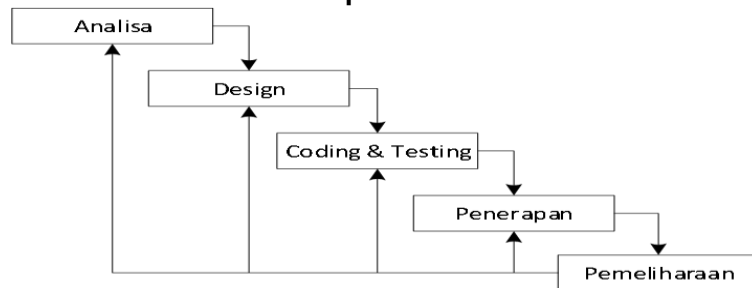 Analisa
Design
Coding & Testing
Penerapan
Pemeliharaan